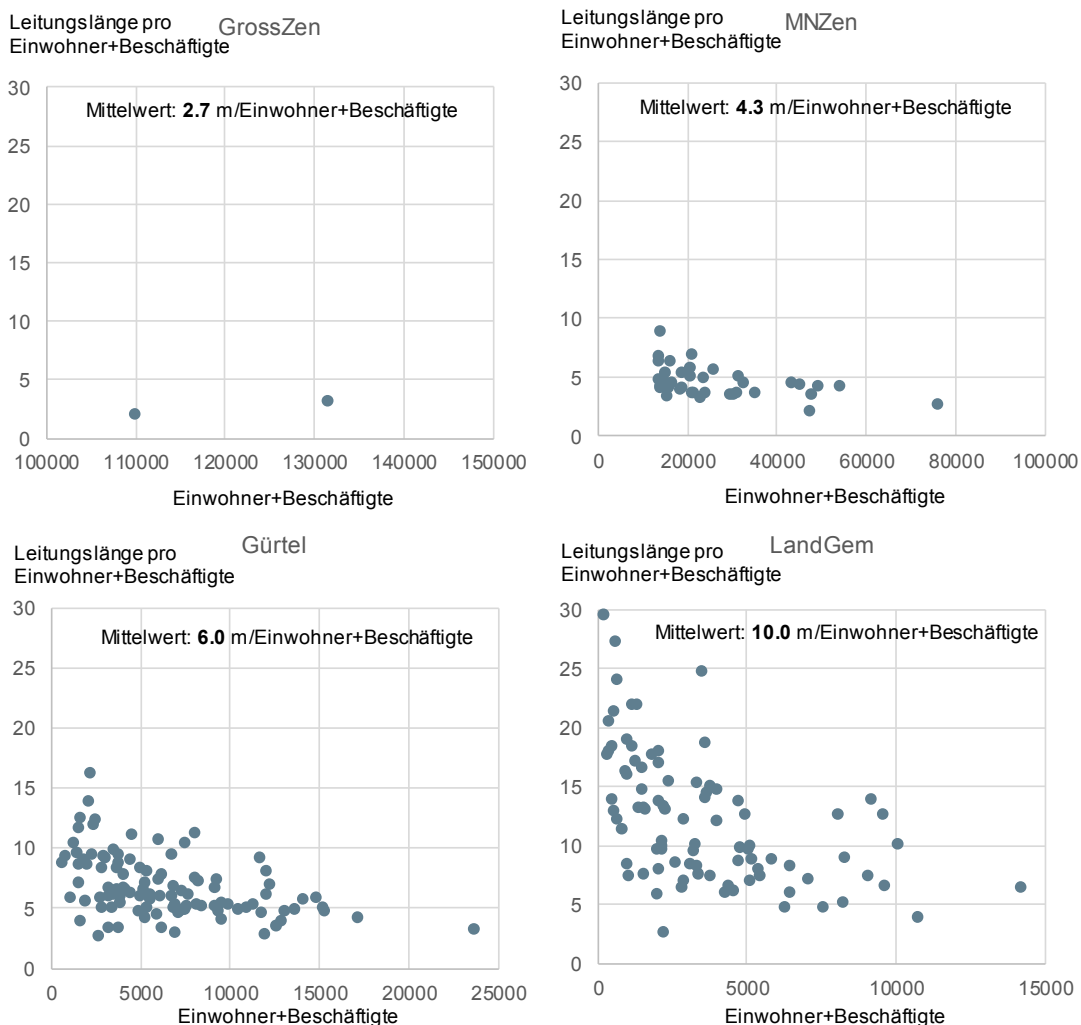 Leitungslänge pro
Einwohner+Beschäftigte
GrossZen
Mittelwert: 2.7 m/Einwohner+Beschäftigte
30
25
20
15
10
5
0
100000 110000 120000 130000 140000 150000
Einwohner+Beschäftigte
Leitungslänge pro
Einwohner+Beschäftigte
MNZen
Mittelwert: 4.3 m/Einwohner+Beschäftigte
30
25
20
15
10
5
0
0 20000 40000 60000 80000 100000
Einwohner+Beschäftigte
Leitungslänge pro
Einwohner+Beschäftigte
Gürtel
Mittelwert: 6.0 m/Einwohner+Beschäftigte
30
25
20
15
10
5
0
0 5000 10000 15000 20000 25000
Einwohner+Beschäftigte
Leitungslänge pro
Einwohner+Beschäftigte
LandGem
Mittelwert: 10.0 m/Einwohner+Beschäftigte
30
25
20
15
10
5
0
0 5000 10000 15000
Einwohner+Beschäftigte